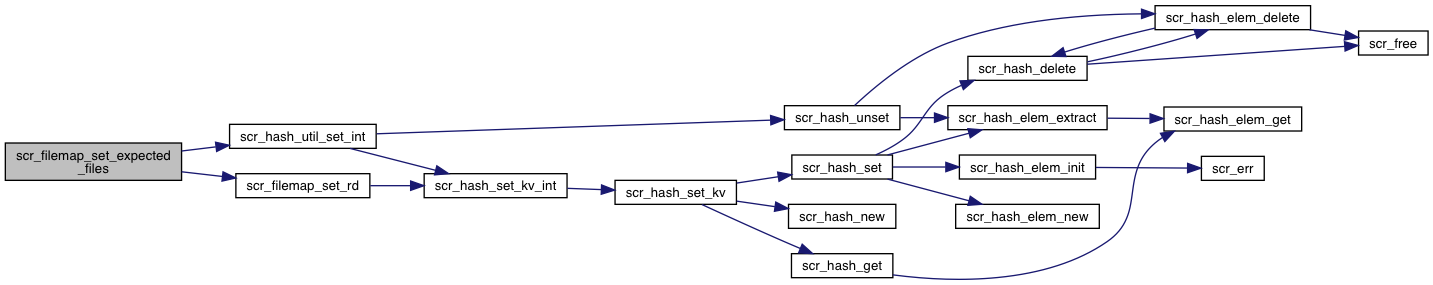 scr_filemap_set_expected
_files
scr_hash_util_set_int
scr_filemap_set_rd
scr_hash_set_kv_int
scr_hash_set_kv
scr_hash_unset
scr_hash_set
scr_hash_new
scr_hash_get
scr_hash_delete
scr_hash_elem_extract
scr_hash_elem_init
scr_hash_elem_new
scr_hash_elem_delete
scr_hash_elem_get
scr_err
scr_free